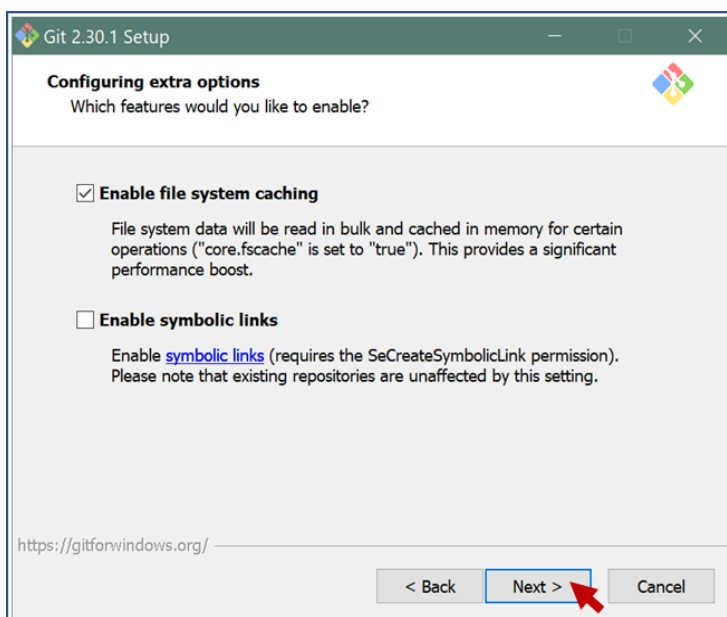 Git 2.30.1 Setup
Configuring extra options
Which features would you like to enable?
Enable file system caching
File system data will be read in bulk and cached in memory for certain
operations ("core.fscache" is set to "true"). This provides a significant
performance boost.
Enable symbolic links
Enable symbolic links (requires the SeCreateSymbolicLink permission).
Please note that existing repositories are unaffected by this setting.
https://gitforwindows.org/
< Back Next > Cancel